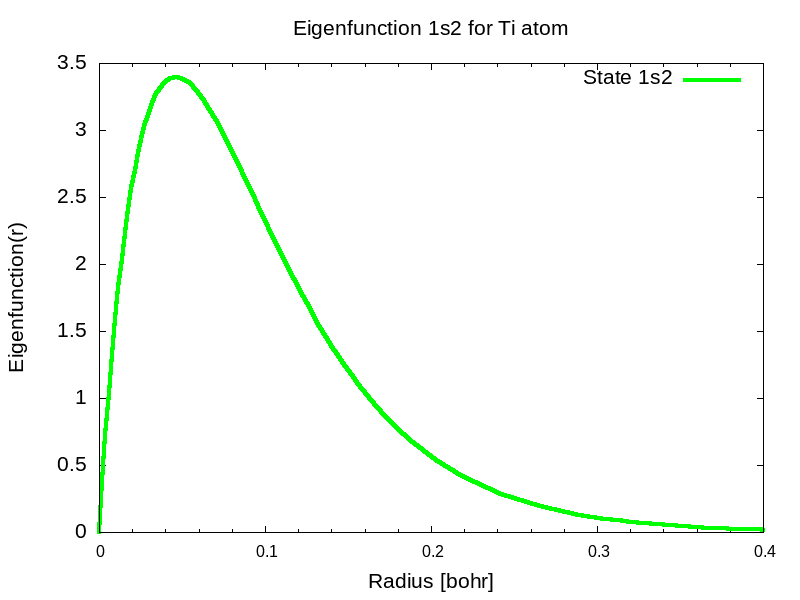 Eigenfunction 1s2 for Ti atom
State 1s2
3.5
3
2.5
2
1.5
1
0.5
0
Eigenfunction(r)
0 0.1 0.2 0.3 0.4
Radius [bohr]